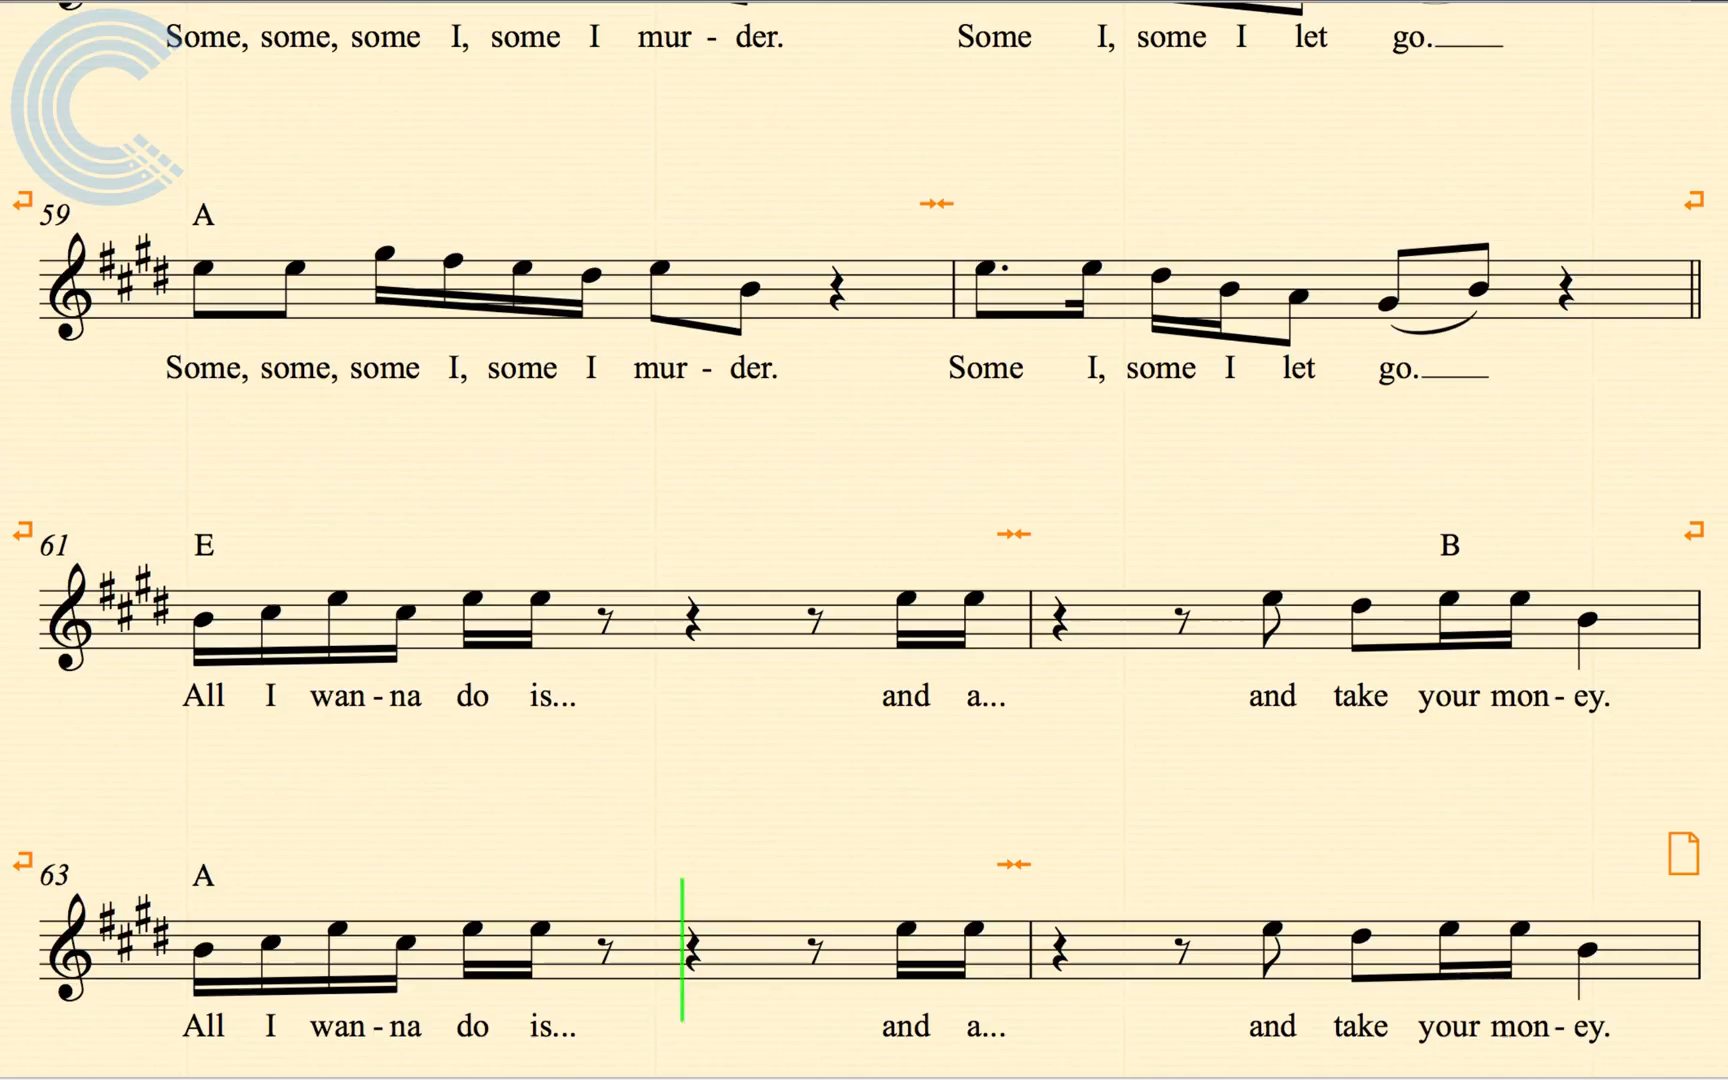 Some, some, some I, some I mur - der. Some I, some I let go.
59 A
Some, some, some I, some I mur - der. Some I, some I let go.
61 E B
All I wan - na do is... and a... and take your mon - ey.
63 A
All I wan - na do is... and a... and take your mon - ey.